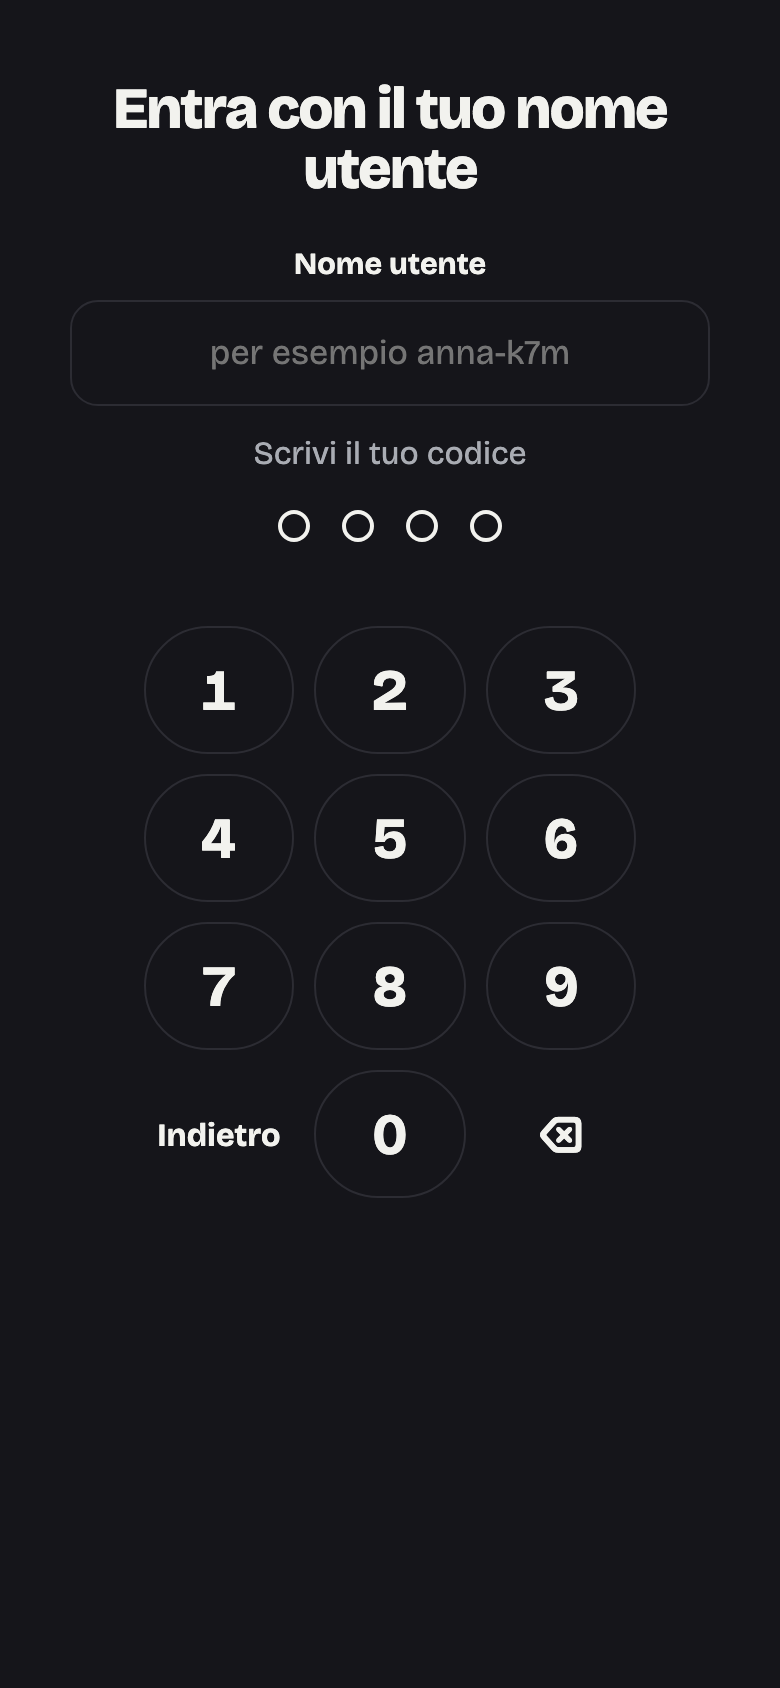 Entra con il tuo nome
utente
Nome utente
per esempio anna-k7m
Scrivi il tuo codice
1 2 3
4 5 6
7 8 9
Indietro 0